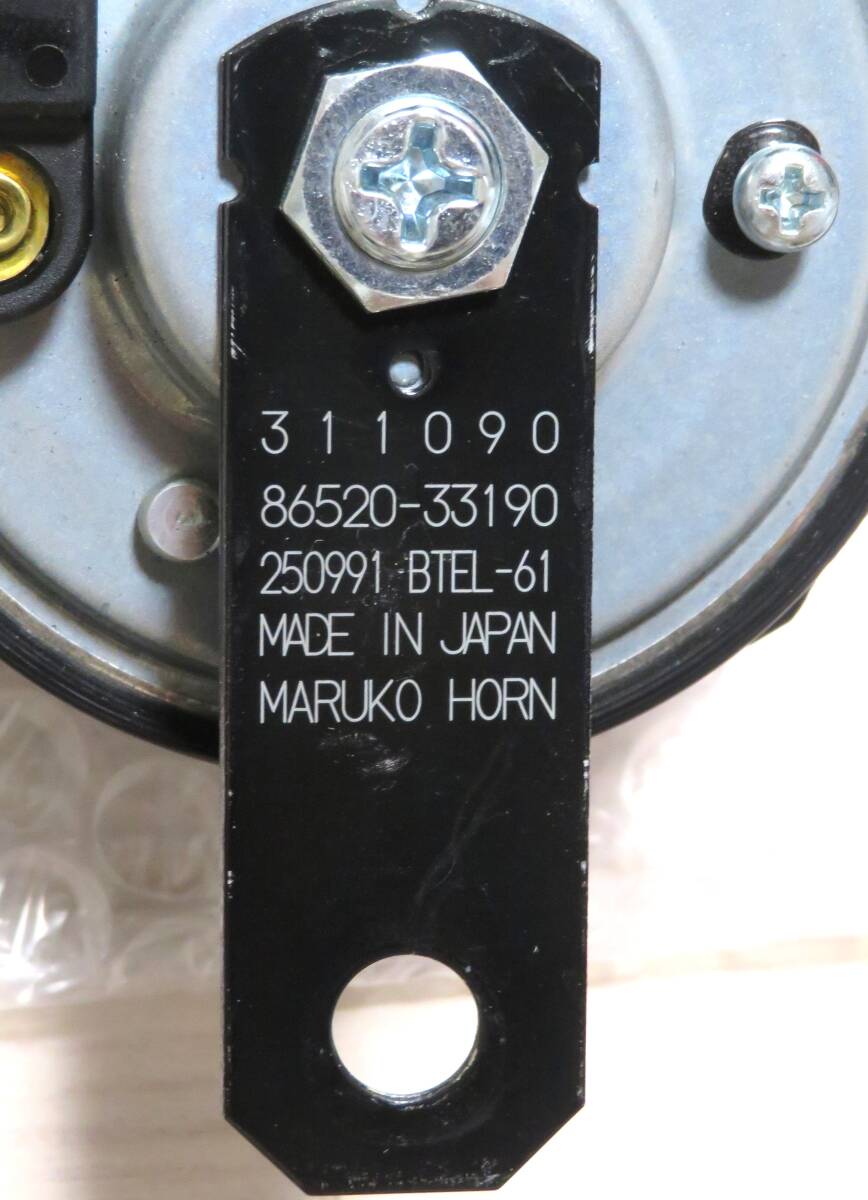 311090
86520-33190
250991 BTEL-61
MADE IN JAPAN
MARUKO HORN